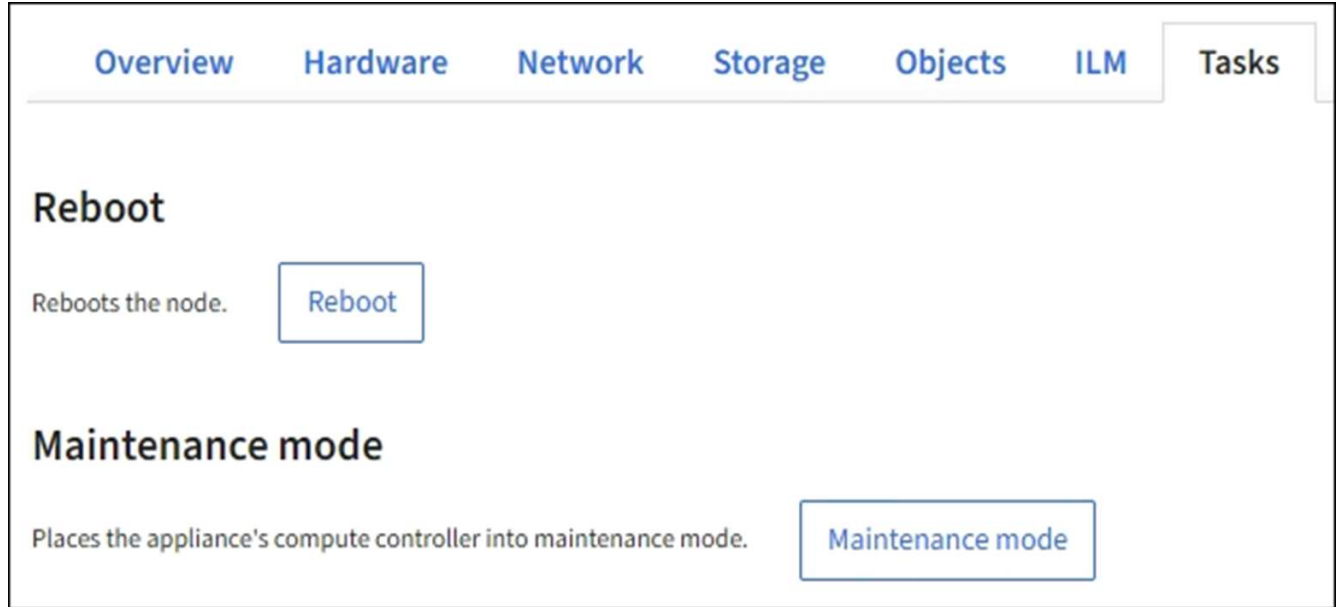 Overview Hardware Network Storage Objects ILM Tasks
Reboot
Reboots the node. Reboot
Maintenance mode
Places the appliance's compute controller into maintenance mode. Maintenance mode